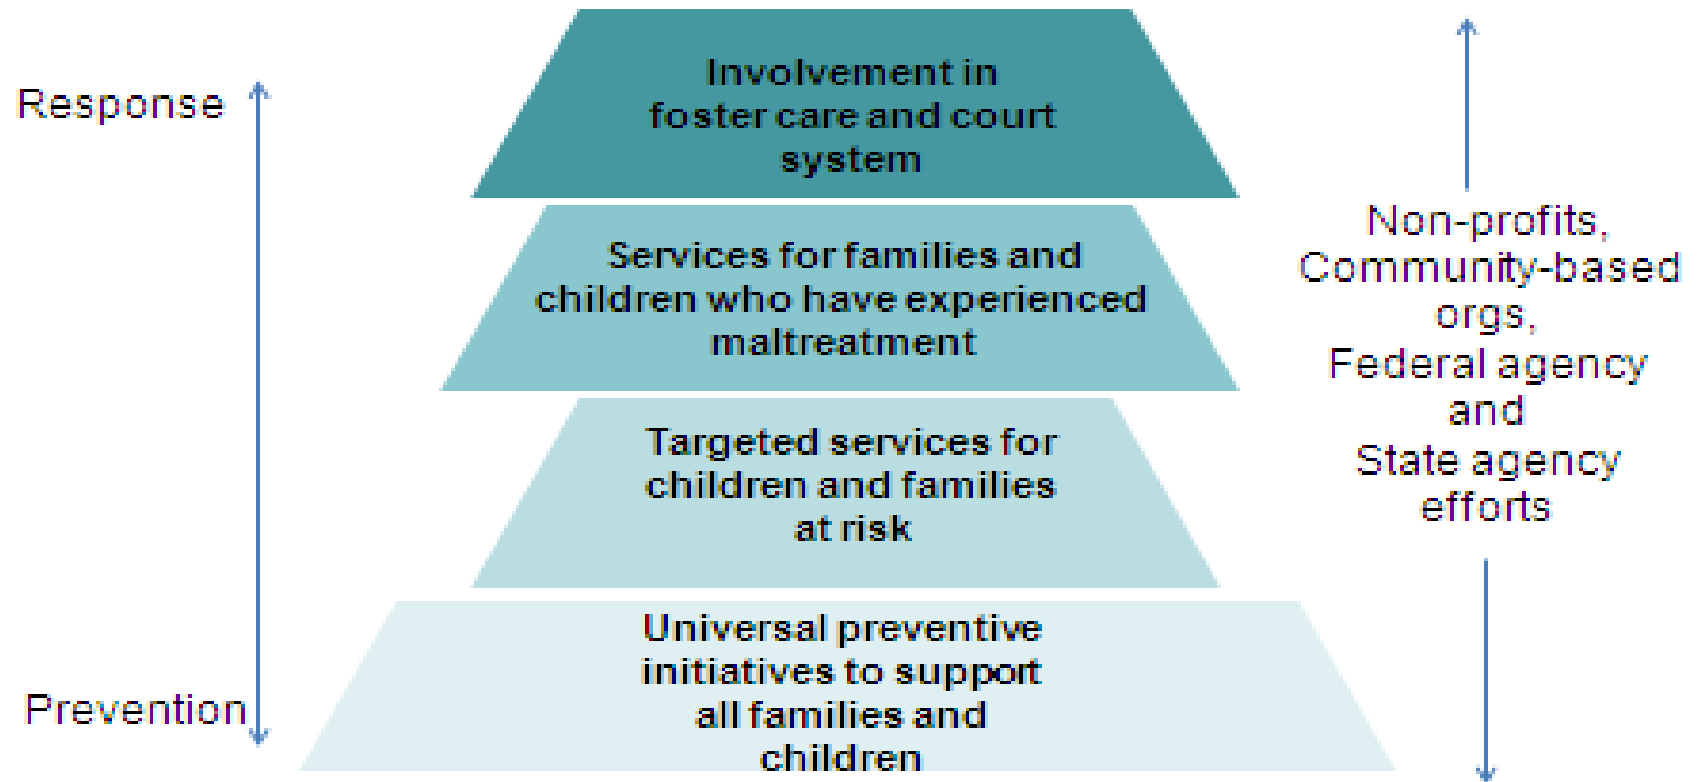 Response
Involvement in
foster care and court
system
Services for families and
children who have experienced
maltreatment
Targeted services for
children and families
at risk
Universal preventive
initiatives to support
all families and
children
Prevention
Non-profits,
Community-based
orgs,
Federal agency
and
State agency
efforts